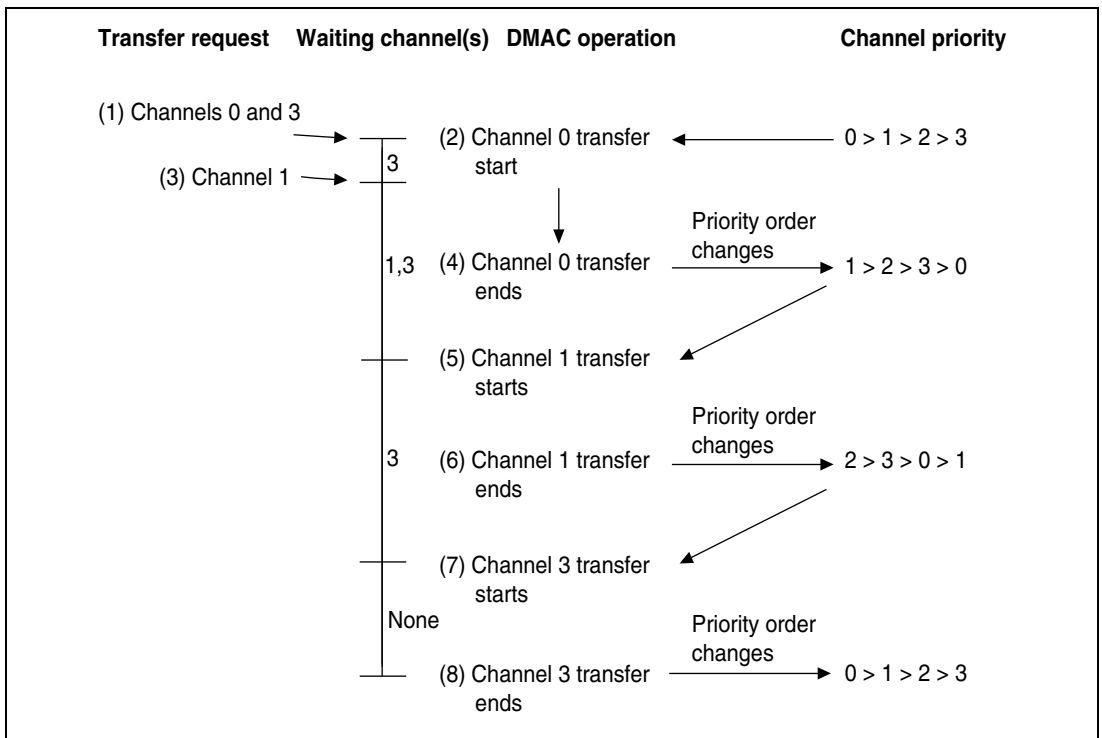 Transfer request Waiting channel(s) DMAC operation Channel priority
(1) Channels 0 and 3
(2) Channel 0 transfer
start
0 > 1 > 2 > 3
3
(3) Channel 1
Priority order
changes
1,3
(4) Channel 0 transfer
ends
1 > 2 > 3 > 0
(5) Channel 1 transfer
starts
Priority order
changes
3
(6) Channel 1 transfer
ends
2 > 3 > 0 > 1
(7) Channel 3 transfer
starts
None
Priority order
changes
(8) Channel 3 transfer
ends
0 > 1 > 2 > 3